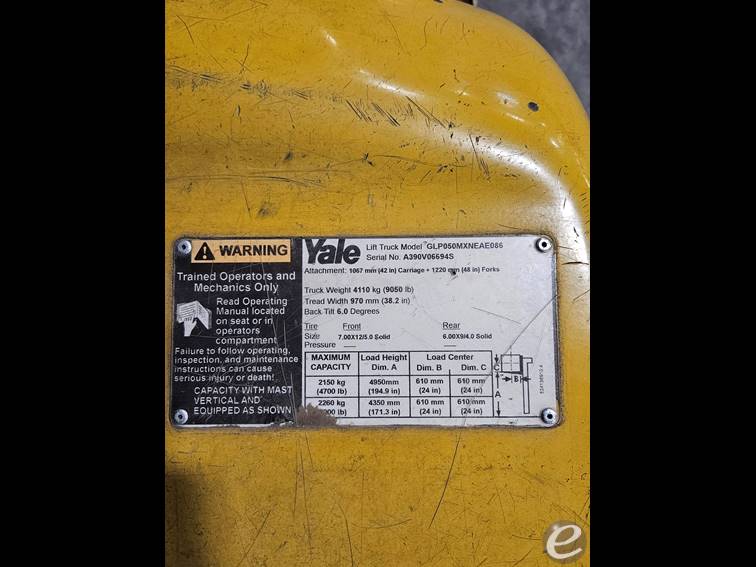 WARNING
Trained Operators and
Mechanics Only
Read Operating
Manual located
on seat or in
operators
compartment
Failure to follow operating,
inspection, and maintenance
instructions can cause
serious injury or death!
CAPACITY WITH MAST
VERTICAL AND
EQUIPPED AS SHOWN
Yale Lift Truck Model GLP050MXNEAE086
Serial No. A390V06694S
Attachment: 1067 mm (42 in) Carriage + 1220 mm (48 in) Forks
Truck Weight 4110 kg (9050 lb)
Tread Width 970 mm (38.2 in)
Back Tilt 6.0 Degrees
Tire Front Rear
Size 7.00X12/5.0 Solid 6.00X9/4.0 Solid
Pressure
MAXIMUM CAPACITY Load Height Dim. A Load Center Dim. B Dim. C
2150 kg 4950mm 610 mm 610 mm
(4700 lb) (194.9 in) (24 in) (24 in)
2260 kg 4350 mm 610 mm 610 mm
00 lb) (171.3 in) (24 in) (24 in)
C
B
A
e